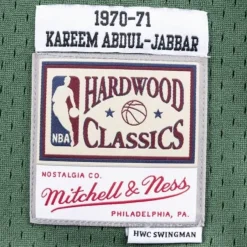 1970-71
KAREEM ABDUL-JABBAR
HARDWOOD
NBA
CLASSICS
NOSTALGIA CO.
Mitchell & Ness
PHILADELPHIA, PA.
HWC SWINGMAN